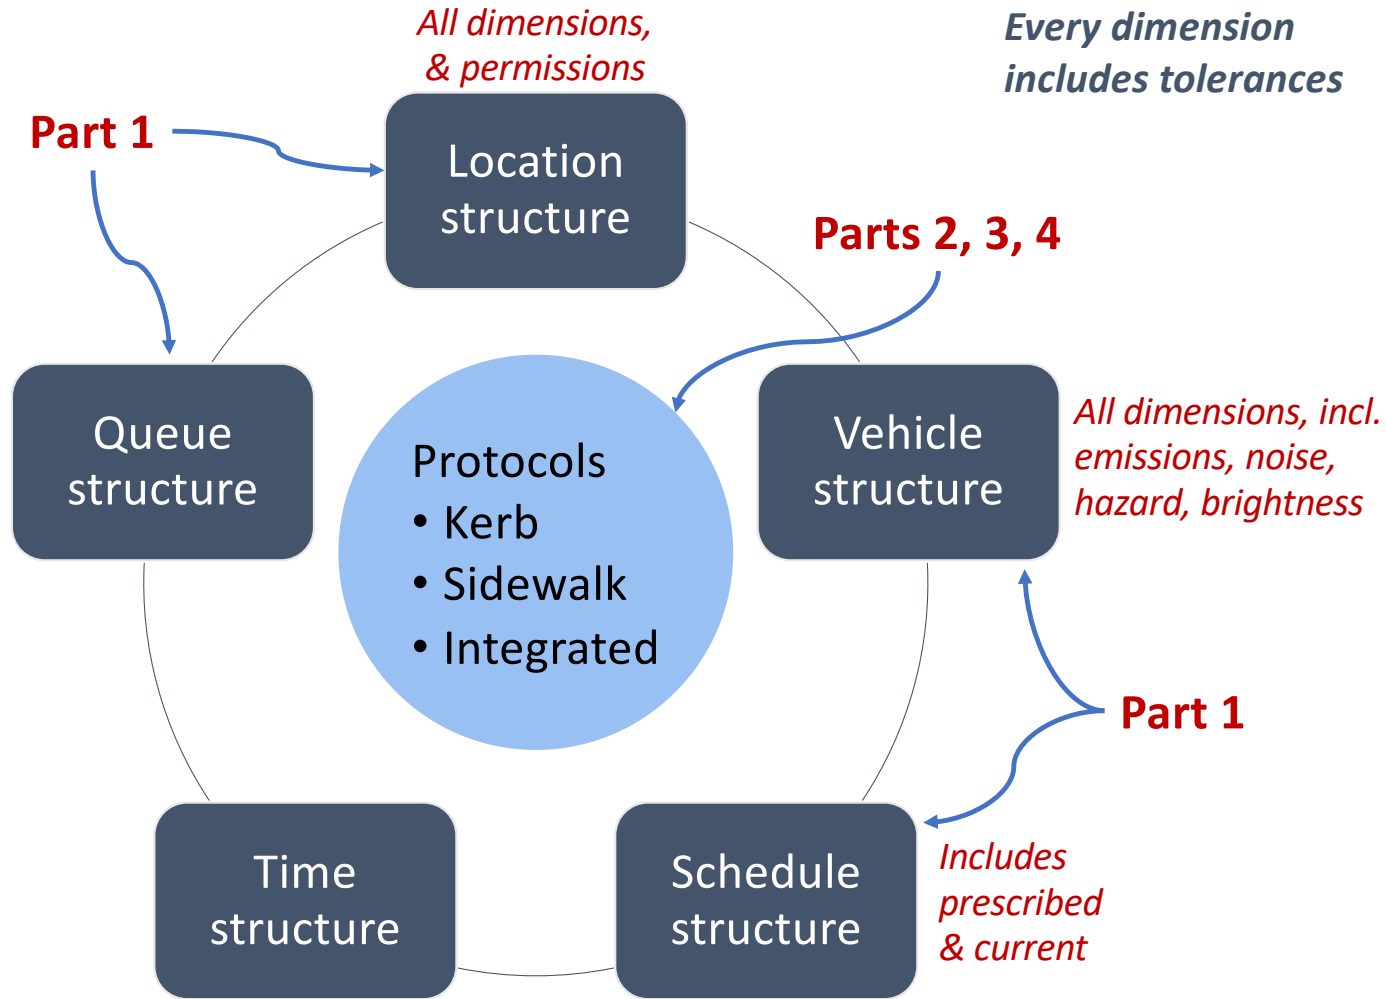 All dimensions,
& permissions
Every dimension
includes tolerances
Part 1
Location
structure
Parts 2, 3, 4
Queue
structure
Protocols
• Kerb
• Sidewalk
• Integrated
Vehicle
structure
All dimensions, incl.
emissions, noise,
hazard, brightness
Part 1
Time
structure
Schedule
structure
Includes
prescribed
& current